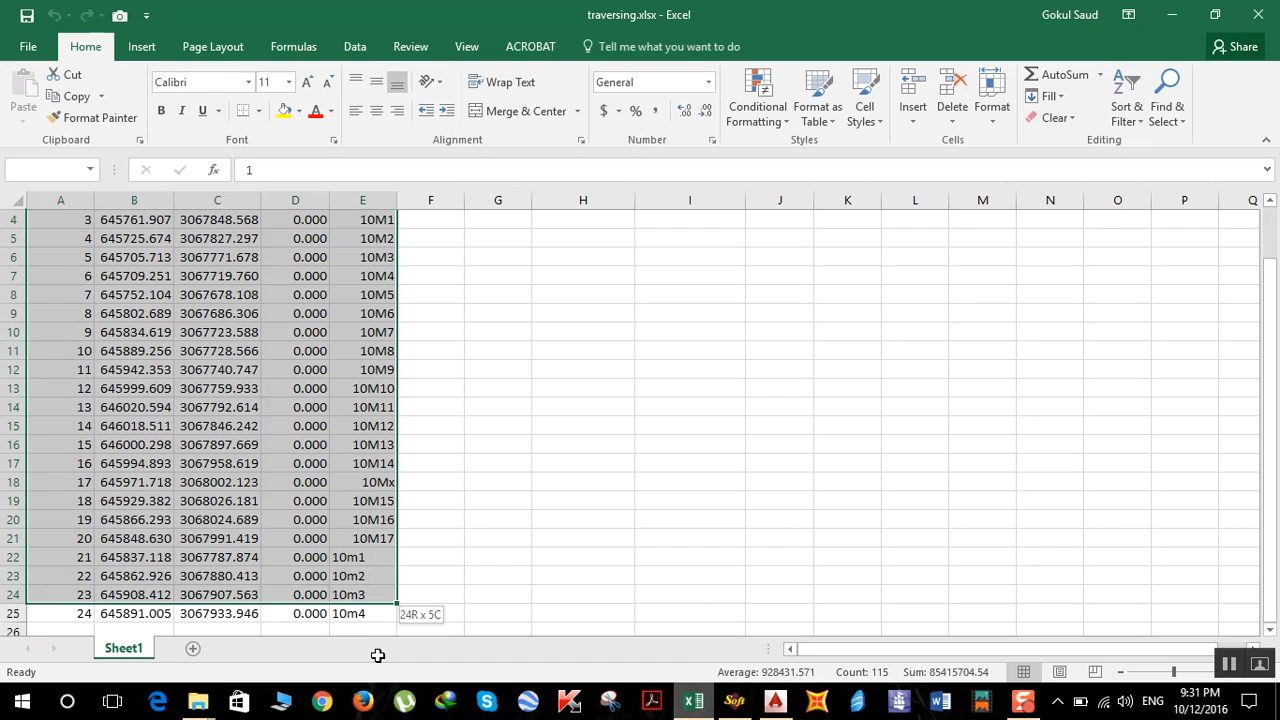 traversing.xlsx - Excel
Gokul Saud
File Home Insert Page Layout Formulas Data Review View ACROBAT Tell me what you want to do Share
Paste Cut Copy Format Painter
Calibri 11
B I U A
Wrap Text
Merge & Center
General
$ % ,
Conditional Formatting Format as Table Cell Styles
Insert Delete Format
AutoSum
Fill
Clear
Sort & Filter Find & Select
Clipboard Font Alignment Number Styles Cells Editing
fx 1
A B C D E F G H I J K L M N O P Q
4 3 645761.907 3067848.568 0.000 10M1
5 4 645725.674 3067827.297 0.000 10M2
6 5 645705.713 3067771.678 0.000 10M3
7 6 645709.251 3067719.760 0.000 10M4
8 7 645752.104 3067678.108 0.000 10M5
9 8 645802.689 3067686.306 0.000 10M6
10 9 645834.619 3067723.588 0.000 10M7
11 10 645889.256 3067728.566 0.000 10M8
12 11 645942.353 3067740.747 0.000 10M9
13 12 645999.609 3067759.933 0.000 10M10
14 13 646020.594 3067792.614 0.000 10M11
15 14 646018.511 3067846.242 0.000 10M12
16 15 646000.298 3067897.669 0.000 10M13
17 16 645994.893 3067958.619 0.000 10M14
18 17 645971.718 3068002.123 0.000 10Mx
19 18 645929.382 3068026.181 0.000 10M15
20 19 645866.293 3068024.689 0.000 10M16
21 20 645848.630 3067991.419 0.000 10M17
22 21 645837.118 3067787.874 0.000 10m1
23 22 645862.926 3067880.413 0.000 10m2
24 23 645908.412 3067907.563 0.000 10m3
25 24 645891.005 3067933.946 0.000 10m4
24R x 5C
26
Sheet1
Ready
Average: 928431.571 Count: 115 Sum: 85415704.54
Soft
ENG
9:31 PM
10/12/2016